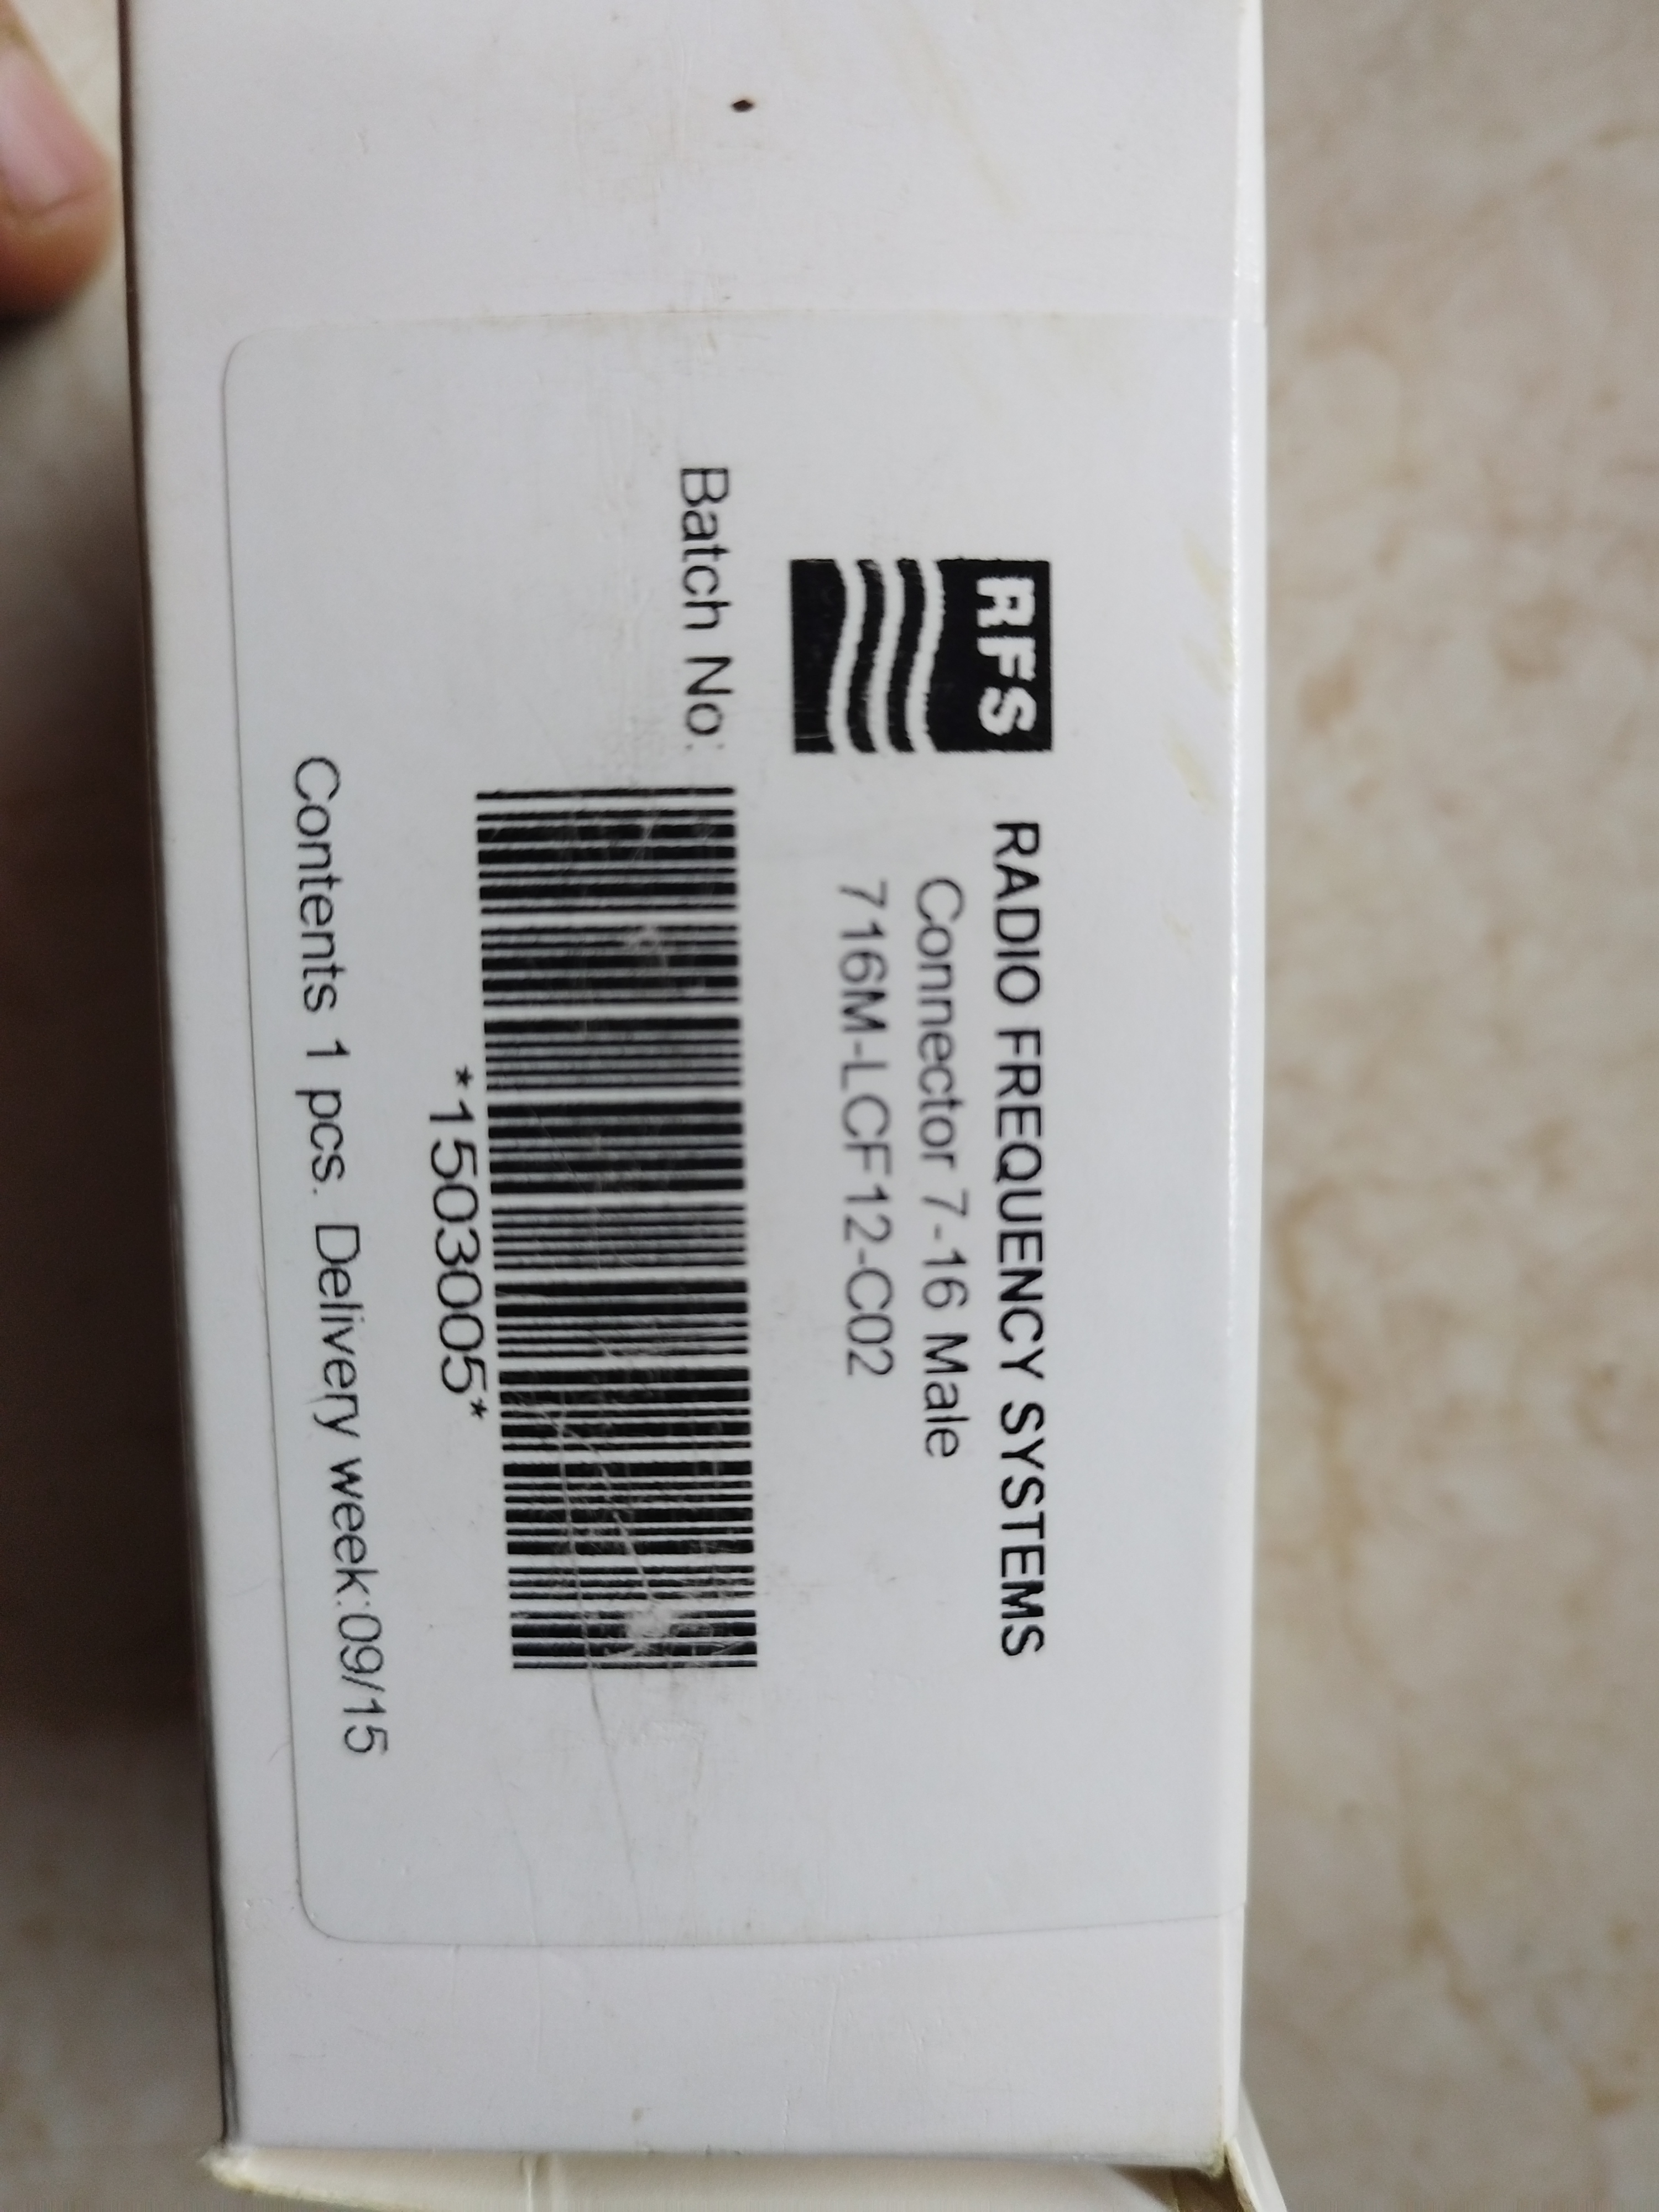 RFS
RADIO FREQUENCY SYSTEMS
Connector 7-16 Male
716M-LCF12-C02
Batch No:
*1503005*
Contents 1 pcs. Delivery week:09/15